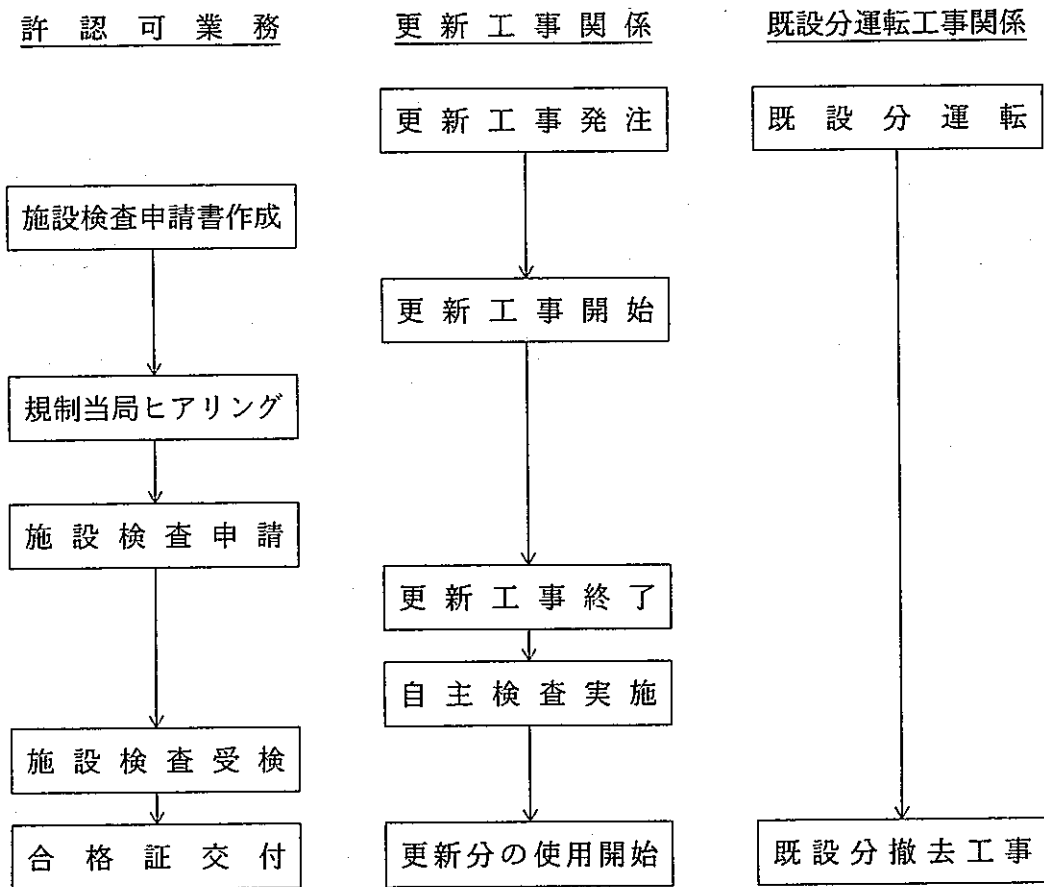 許認可業務
更新工事関係
既設分運転工事関係
更新工事発注
既設分運転
施設検査申請書作成
更新工事開始
規制当局ヒアリング
施設検査申請
更新工事終了
自主検査実施
施設検査受検
合格証交付
更新分の使用開始
既設分撤去工事